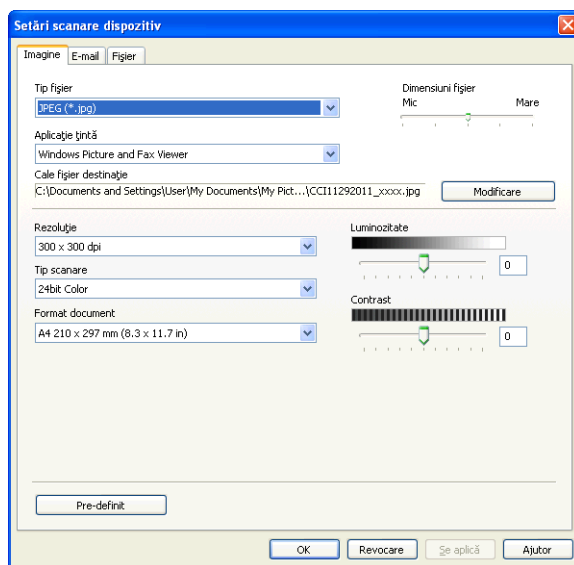 Setări scanare dispozitiv
Imagine E-mail Fişier
Tip fişier
JPEG (*.jpg)
Dimensiuni fişier
Mic Mare
Aplicaţie ţintă
Windows Picture and Fax Viewer
Cale fişier destinaţie
C:\Documents and Settings\User\My Documents\My Pict...\CCI11292011_xxxx.jpg
Modificare
Rezoluţie
300 x 300 dpi
Tip scanare
24bit Color
Format document
A4 210 x 297 mm (8.3 x 11.7 in)
Luminozitate
0
Contrast
0
Pre-definit
OK Revocare Se aplică Ajutor